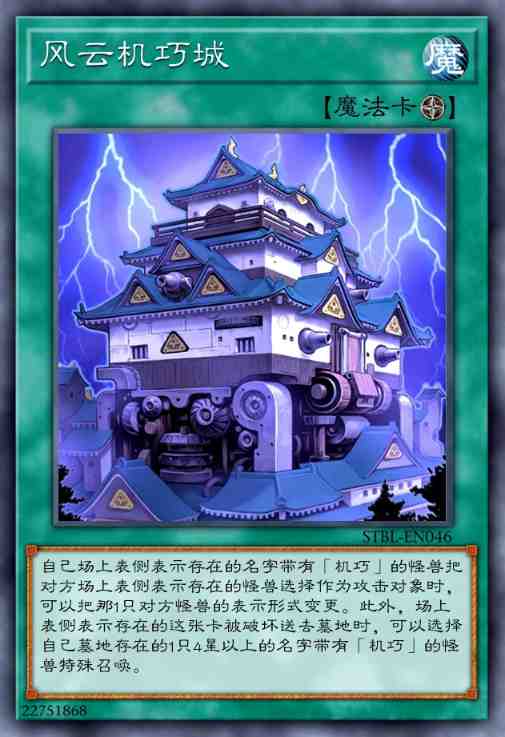 风云机巧城
魔
【魔法卡】
STBL-EN046
自己场上表侧表示存在的名字带有「机巧」的怪兽把
对方场上表侧表示存在的怪兽选择作为攻击对象时，
可以把那1只对方怪兽的表示形式变更。此外，场上
表侧表示存在的这张卡被破坏送去墓地时，可以选择
自己墓地存在的1只4星以上的名字带有「机巧」的怪
兽特殊召唤。
22751868